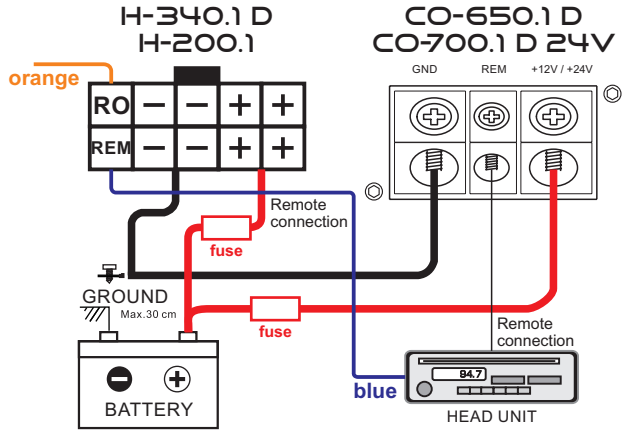 H-340.1 D
H-200.1
CO-650.1 D
CO-700.1 D 24V
GND REM +12V / +24V
orange
RO − − + +
REM − − + +
Remote
connection
fuse
GROUND
Max.30 cm
fuse
Remote
connection
94.7
blue
BATTERY
HEAD UNIT